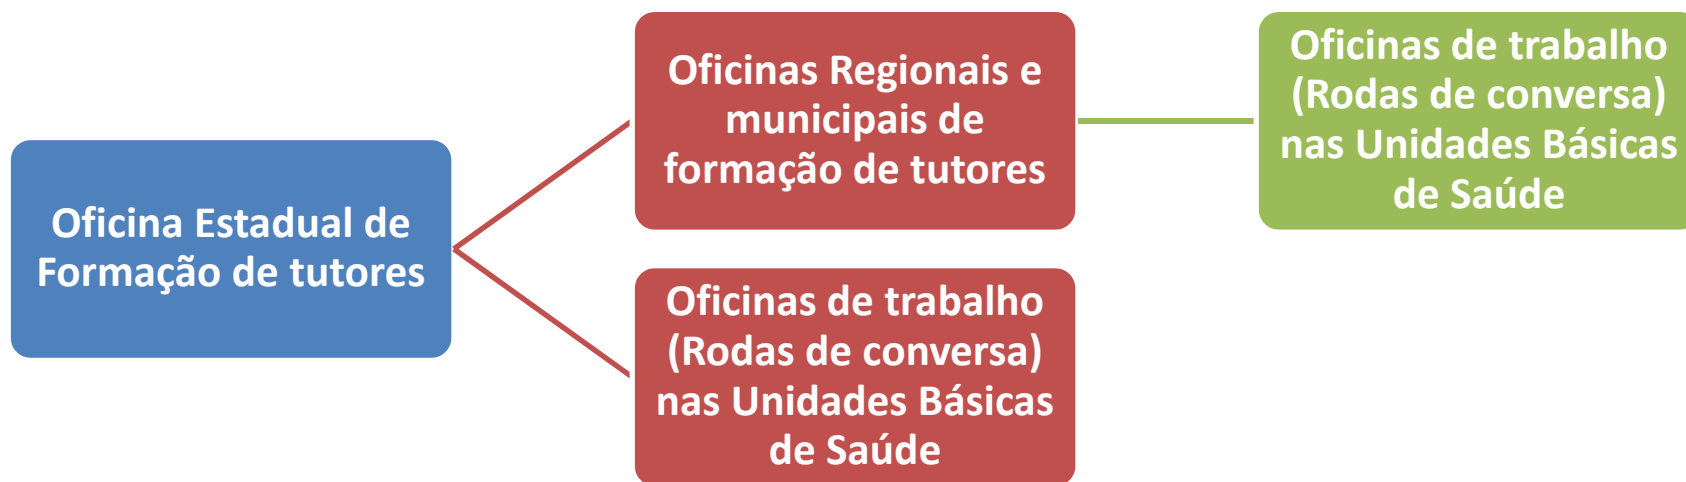 Oficina Estadual de
Formação de tutores
Oficinas Regionais e
municipais de
formação de tutores
Oficinas de trabalho
(Rodas de conversa)
nas Unidades Básicas
de Saúde
Oficinas de trabalho
(Rodas de conversa)
nas Unidades Básicas
de Saúde